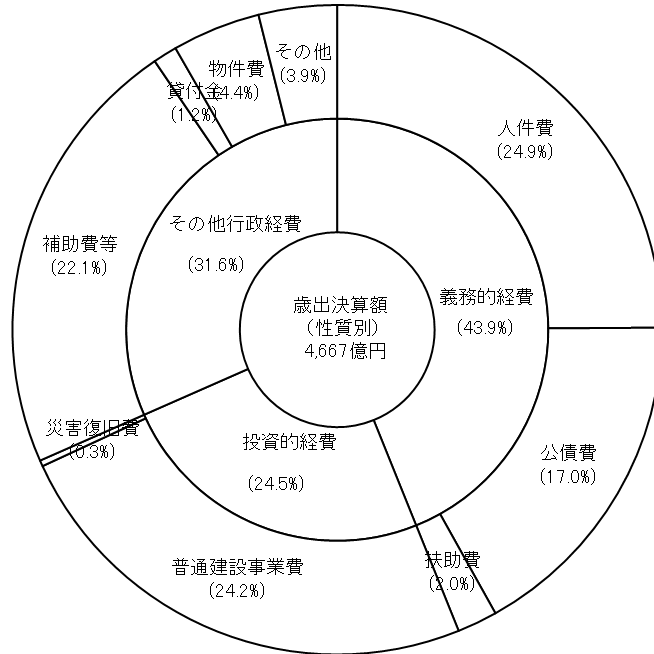 歳出決算額
（性質別）
4,667億円
義務的経費
(43.9%)
投資的経費
(24.5%)
その他行政経費
(31.6%)
人件費
(24.9%)
公債費
(17.0%)
扶助費
(2.0%)
普通建設事業費
(24.2%)
災害復旧費
(0.3%)
補助費等
(22.1%)
貸付金
(1.2%)
物件費
(4.4%)
その他
(3.9%)